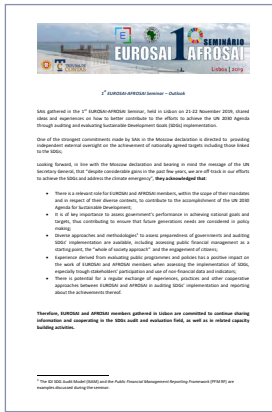 SEMINÁRIO
EUROSAI
AFROSAI
TRIBUNAL DE
CONTAS
Lisboa | 2019
1st EUROSAI-AFROSAI Seminar – Outlook
SAIs gathered in the 1st EUROSAI-AFROSAI Seminar, held in Lisbon on 21-22 November 2019, shared
ideas and experiences on how to better contribute to the efforts to achieve the UN 2030 Agenda
through auditing and evaluating Sustainable Development Goals (SDGs) implementation.
One of the strongest commitments made by SAIs in the Moscow declaration is directed to providing
independent external oversight on the achievement of nationally agreed targets including those linked
to the SDGs;
Looking forward, in line with the Moscow declaration and bearing in mind the message of the UN
Secretary General, that "despite considerable gains in the past few years, we are off-track in our efforts
to achieve the SDGs and address the climate emergency", they acknowledged that:
• There is a relevant role for EUROSAI and AFROSAI members, within the scope of their mandates
and in respect of their diverse contexts, to contribute to the accomplishment of the UN 2030
Agenda for Sustainable Development;
• It is of key importance to assess government's performance in achieving national goals and
targets, thus contributing to ensure that future generations needs are considered in policy
making;
• Diverse approaches and methodologies1 to assess preparedness of governments and auditing
SDGs' implementation are available, including assessing public financial management as a
starting point, the "whole of society approach" and the engagement of citizens;
• Experience derived from evaluating public programs and policies has a positive impact on
the work of EUROSAI and AFROSAI members when assessing the implementation of SDGs,
especially trough stakeholders' participation and use of non-financial data and indicators;
• There is potential for a regular exchange of experiences, practices and other cooperative
approaches between EUROSAI and AFROSAI in auditing SDGs' implementation and reporting
about the achievements thereof.
Therefore, EUROSAI and AFROSAI members gathered in Lisbon are committed to continue sharing
information and cooperating in the SDGs audit and evaluation field, as well as in related capacity
building activities.
1 The IDI SDG Audit Model (ISAM) and the Public Financial Management Reporting Framework (PFM RF) are
examples discussed during the seminar.